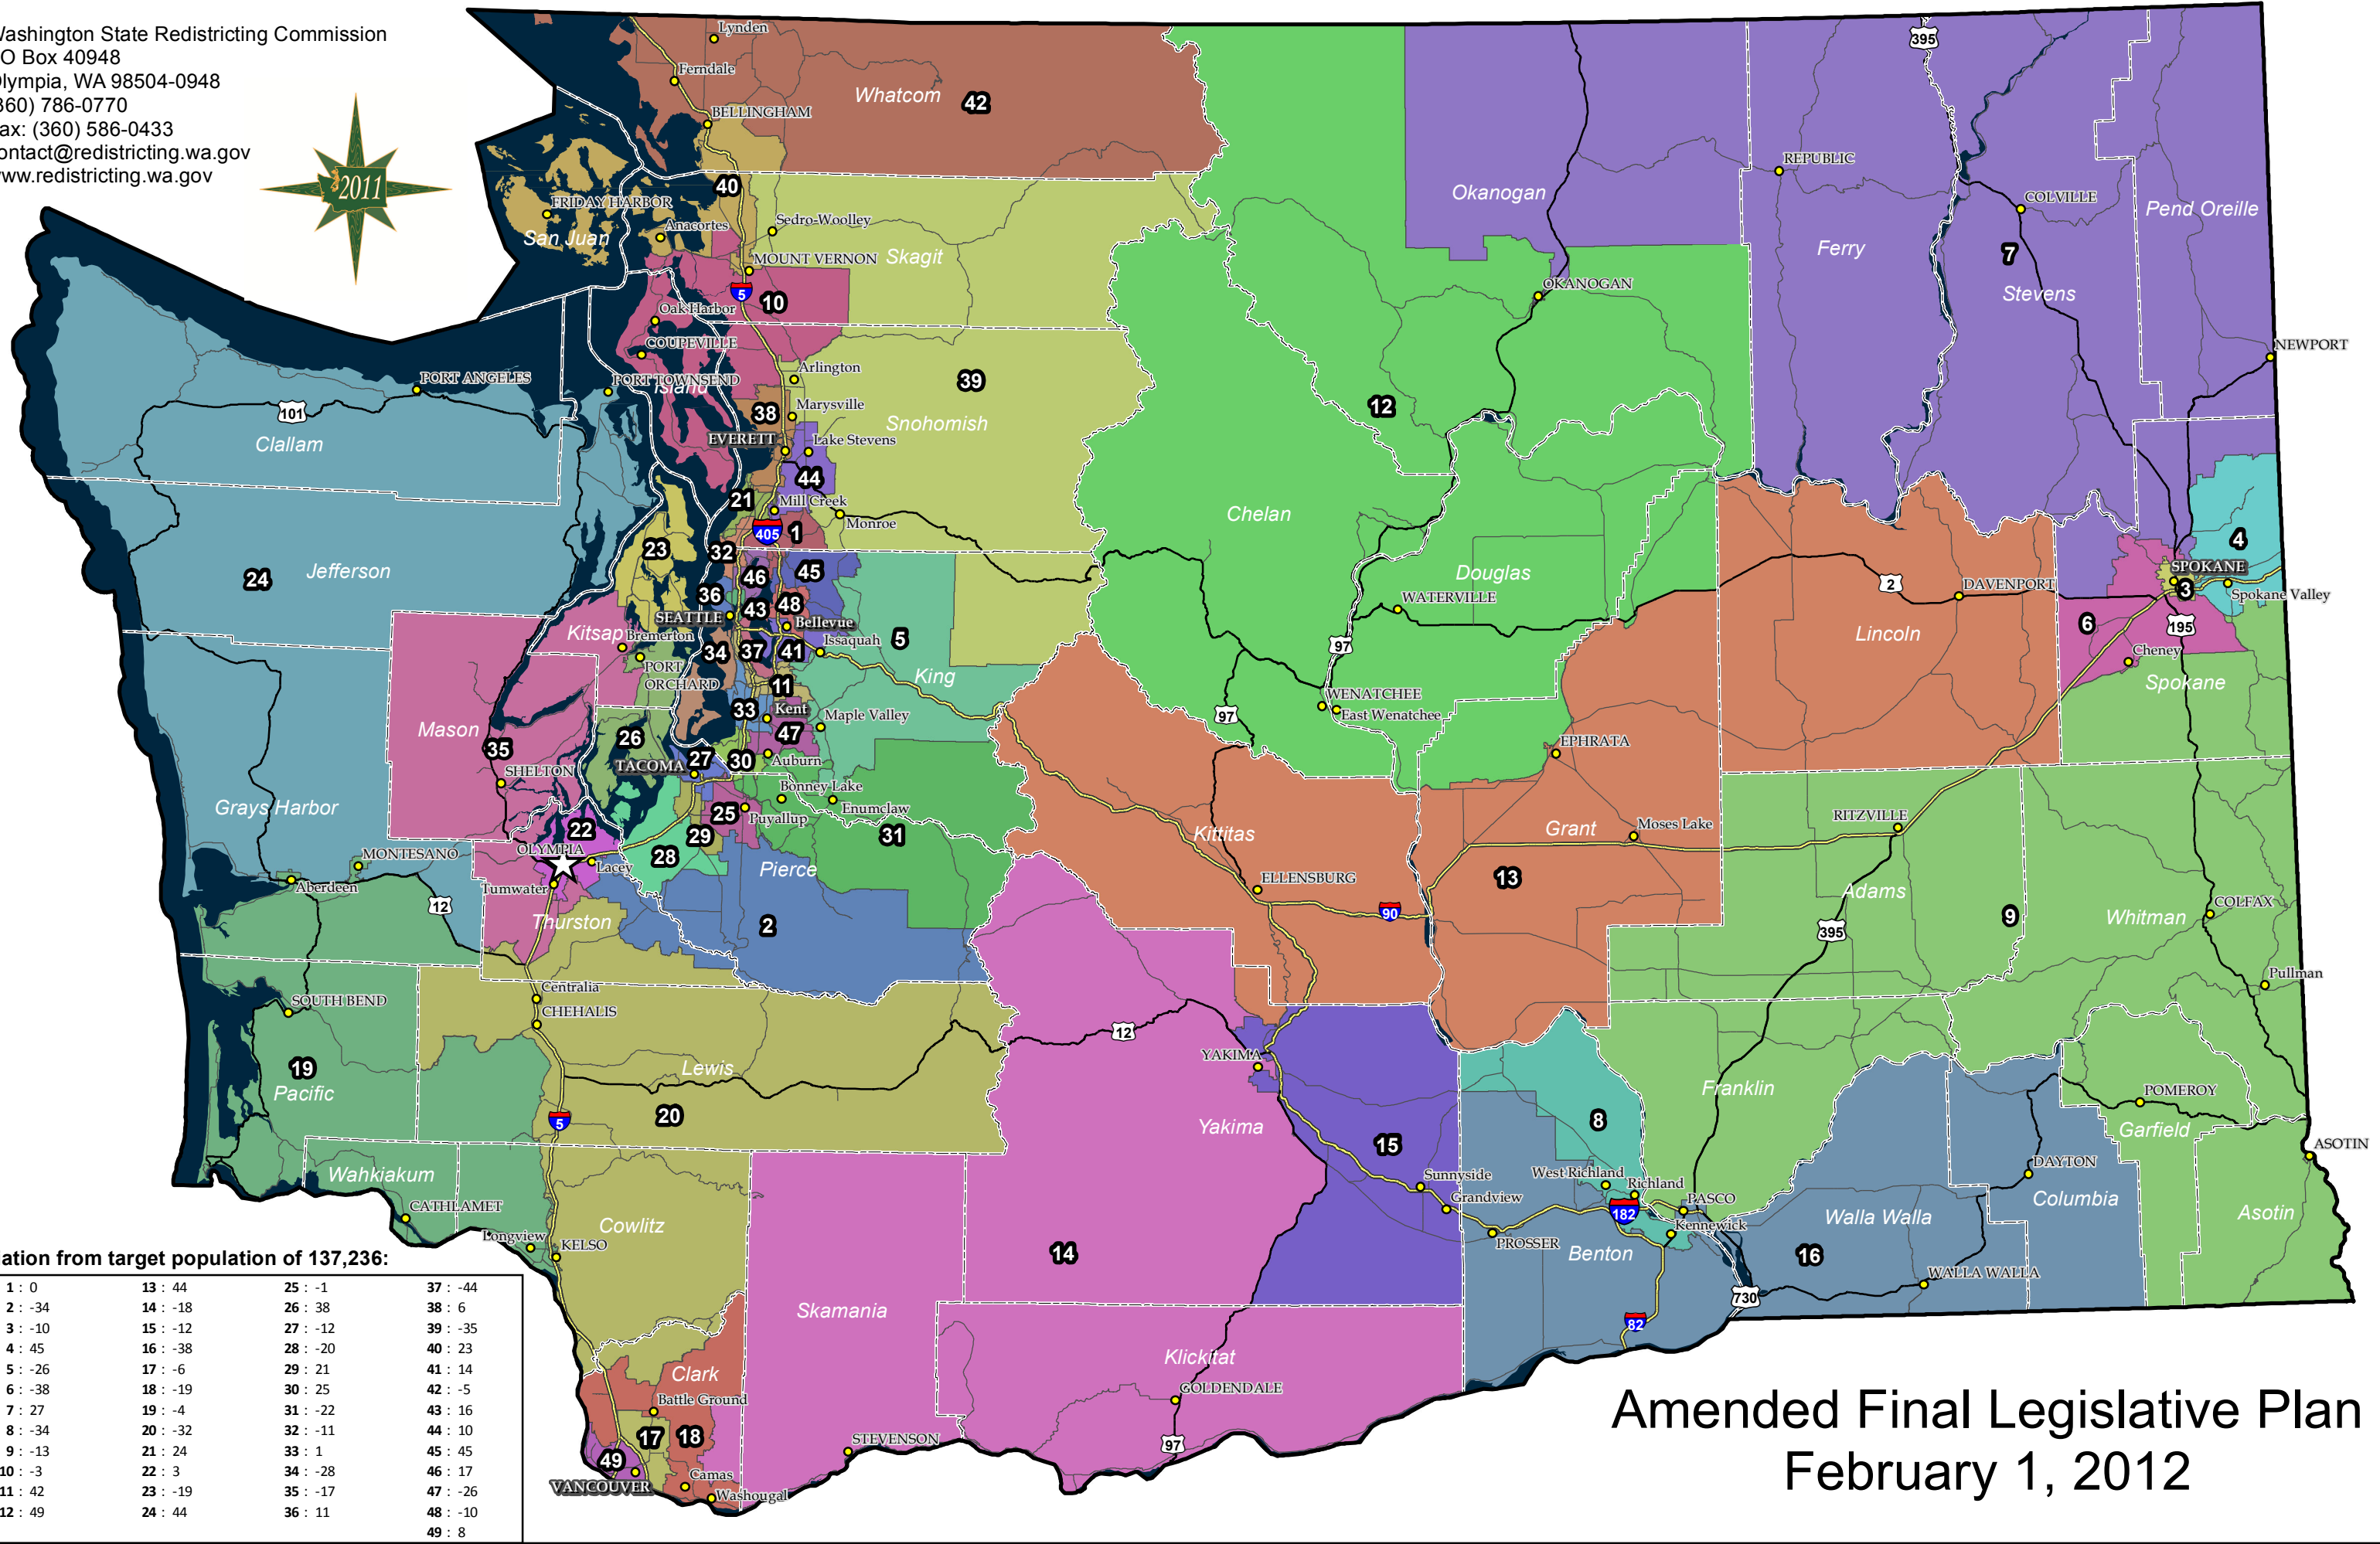 Washington State Redistricting Commission
PO Box 40948
Olympia, WA 98504-0948
(360) 786-0770
Fax: (360) 586-0433
contact@redistricting.wa.gov
www.redistricting.wa.gov
2011
Lynden
Ferndale
Whatcom
42
BELLINGHAM
395
REPUBLIC
Okanogan
COLVILLE
Pend Oreille
40
FRIDAY HARBOR
San Juan
Anacortes
Sedro-Woolley
MOUNT VERNON
Skagit
Ferry
7
Stevens
5
10
OKANOGAN
Oak Harbor
COUPEVILLE
NEWPORT
PORT ANGELES
PORT TOWNSEND
Island
Arlington
39
101
Clallam
38
Marysville
Snohomish
12
EVERETT
Lake Stevens
44
21
Mill Creek
Monroe
Chelan
405
1
23
32
4
24
Jefferson
46
45
Douglas
2
DAVENPORT
SPOKANE
3
Spokane Valley
36
43
48
WATERVILLE
SEATTLE
Bellevue
Kitsap
Bremerton
Issaquah
5
97
Lincoln
6
195
34
37
41
PORT
ORCHARD
King
Cheney
Spokane
11
WENATCHEE
East Wenatchee
33
Kent
Maple Valley
97
Mason
35
26
47
EPHRATA
27
30
Auburn
TACOMA
SHELTON
Bonney Lake
Enumclaw
Grays Harbor
25
Puyallup
22
29
31
Kittitas
Grant
Moses Lake
RITZVILLE
OLYMPIA
28
MONTESANO
Lacey
Pierce
ELLENSBURG
13
Aberdeen
Tumwater
Adams
COLFAX
12
Thurston
2
90
395
9
Whitman
Pullman
Centralia
SOUTH BEND
CHEHALIS
12
YAKIMA
19
Lewis
Pacific
Franklin
POMEROY
5
20
Yakima
8
Garfield
15
ASOTIN
Wahkiakum
Sunnyside
West Richland
Richland
DAYTON
CATHLAMET
Grandview
PASCO
Columbia
182
Kennewick
Walla Walla
Asotin
Cowlitz
Longview
KELSO
PROSSER
Benton
14
16
WALLA WALLA
730
Skamania
82
Klickitat
Clark
GOLDENDALE
Battle Ground
17
18
STEVENSON
97
49
Camas
VANCOUVER
Washougal
ation from target population of 137,236:
1 : 0 13 : 44 25 : -1 37 : -44
2 : -34 14 : -18 26 : 38 38 : 6
3 : -10 15 : -12 27 : -12 39 : -35
4 : 45 16 : -38 28 : -20 40 : 23
5 : -26 17 : -6 29 : 21 41 : 14
6 : -38 18 : -19 30 : 25 42 : -5
7 : 27 19 : -4 31 : -22 43 : 16
8 : -34 20 : -32 32 : -11 44 : 10
9 : -13 21 : 24 33 : 1 45 : 45
10 : -3 22 : 3 34 : -28 46 : 17
11 : 42 23 : -19 35 : -17 47 : -26
12 : 49 24 : 44 36 : 11 48 : -10
49 : 8
Amended Final Legislative Plan
February 1, 2012